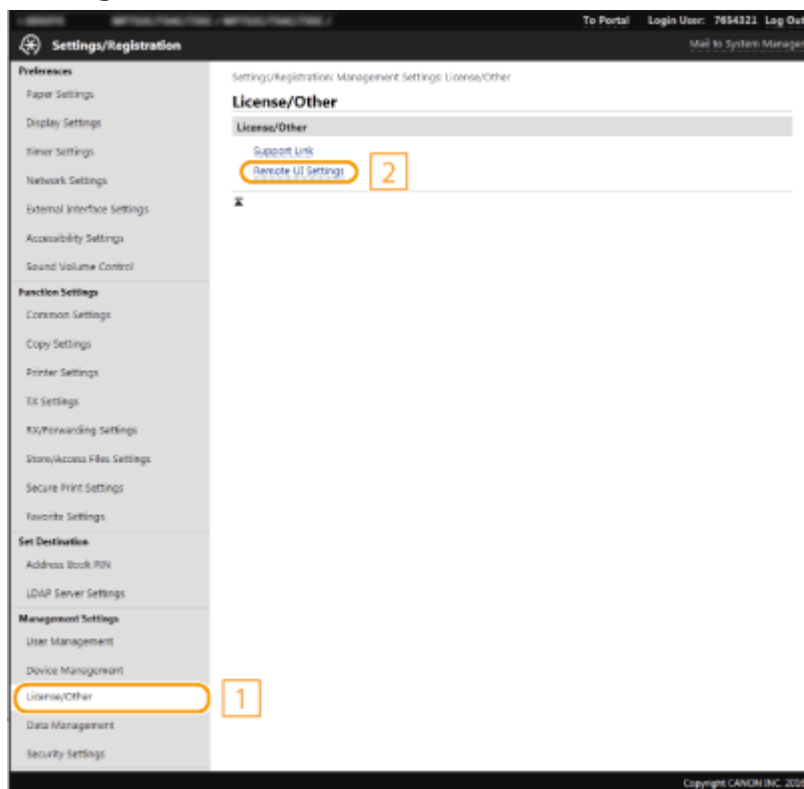 To Portal Login User: 7654321 Log Out
Settings/Registration
Mail to System Manager
Preferences
Paper Settings
Display Settings
Timer Settings
Network Settings
External Interface Settings
Accessibility Settings
Sound Volume Control
Function Settings
Common Settings
Copy Settings
Printer Settings
TX Settings
RX/Forwarding Settings
Store/Access Files Settings
Secure Print Settings
Favorite Settings
Set Destination
Address Book PIN
LDAP Server Settings
Management Settings
User Management
Device Management
License/Other
1
Data Management
Security Settings
Settings/Registration: Management Settings: License/Other
License/Other
License/Other
Support Link
Remote UI Settings
2
Copyright CANON INC. 2016